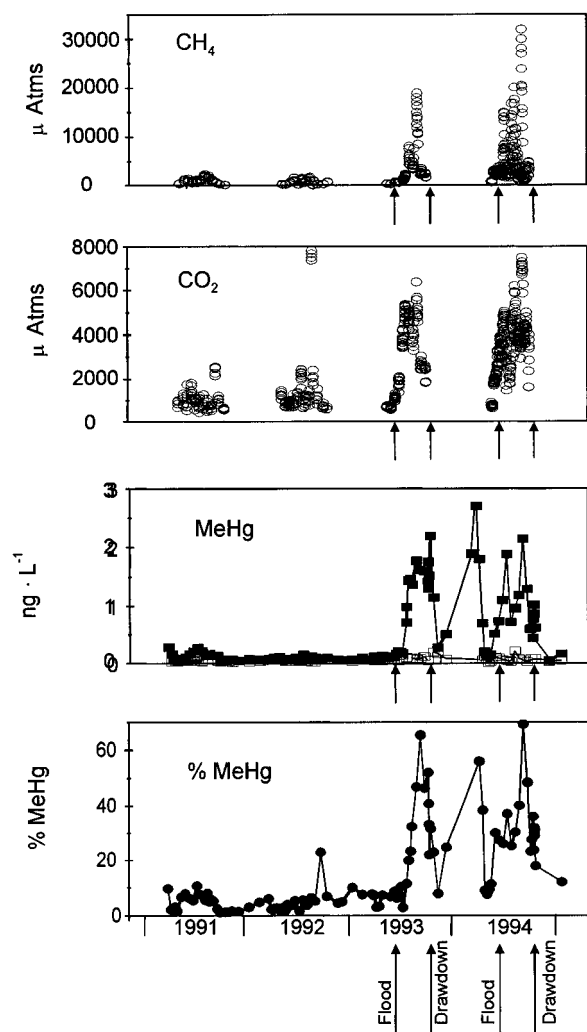 CH4
μ Atms
30000
20000
10000
0
CO2
μ Atms
8000
6000
4000
2000
0
MeHg
ng · L-1
3
2
1
0
% MeHg
% MeHg
60
40
20
0
1991 1992 1993 1994
Flood
Drawdown
Flood
Drawdown